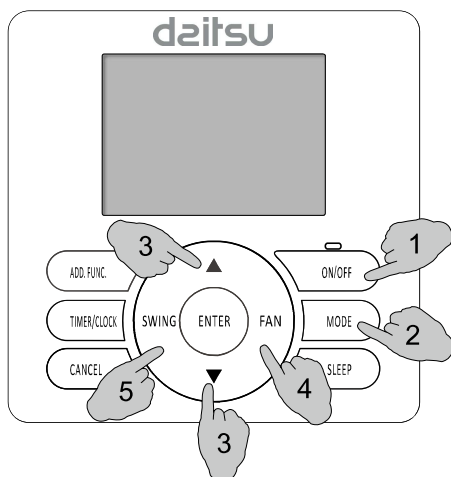 daitsu
3
1
ADD. FUNC.
▲
ON/OFF
TIMER/CLOCK
SWING
ENTER
FAN
MODE
2
CANCEL
▼
SLEEP
5
4
3